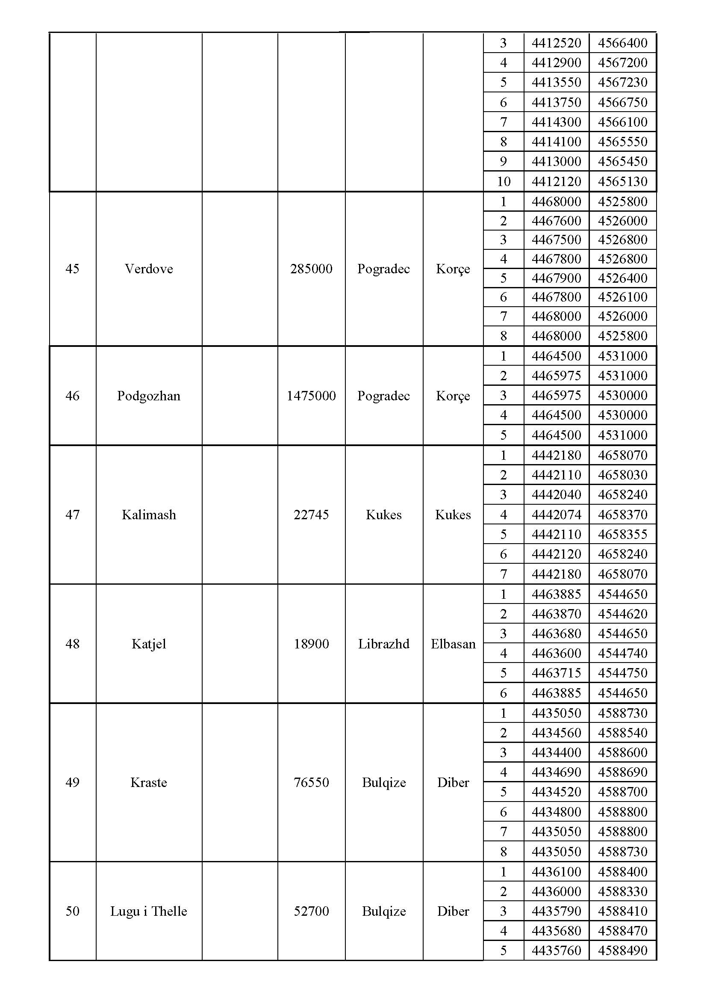 3 4412520 4566400
4 4412900 4567200
5 4413550 4567230
6 4413750 4566750
7 4414300 4566100
8 4414100 4565550
9 4413000 4565450
10 4412120 4565130
45 Verdove 285000 Pogradec Korçe
1 4468000 4525800
2 4467600 4526000
3 4467500 4526800
4 4467800 4526800
5 4467900 4526400
6 4467800 4526100
7 4468000 4526000
8 4468000 4525800
46 Podgozhan 1475000 Pogradec Korçe
1 4464500 4531000
2 4465975 4531000
3 4465975 4530000
4 4464500 4530000
5 4464500 4531000
47 Kalimash 22745 Kukes Kukes
1 4442180 4658070
2 4442110 4658030
3 4442040 4658240
4 4442074 4658370
5 4442110 4658355
6 4442120 4658240
7 4442180 4658070
48 Katjel 18900 Librazhd Elbasan
1 4463885 4544650
2 4463870 4544620
3 4463680 4544650
4 4463600 4544740
5 4463715 4544750
6 4463885 4544650
49 Kraste 76550 Bulqize Diber
1 4435050 4588730
2 4434560 4588540
3 4434400 4588600
4 4434690 4588690
5 4434520 4588700
6 4434800 4588800
7 4435050 4588800
8 4435050 4588730
50 Lugu i Thelle 52700 Bulqize Diber
1 4436100 4588400
2 4436000 4588330
3 4435790 4588410
4 4435680 4588470
5 4435760 4588490